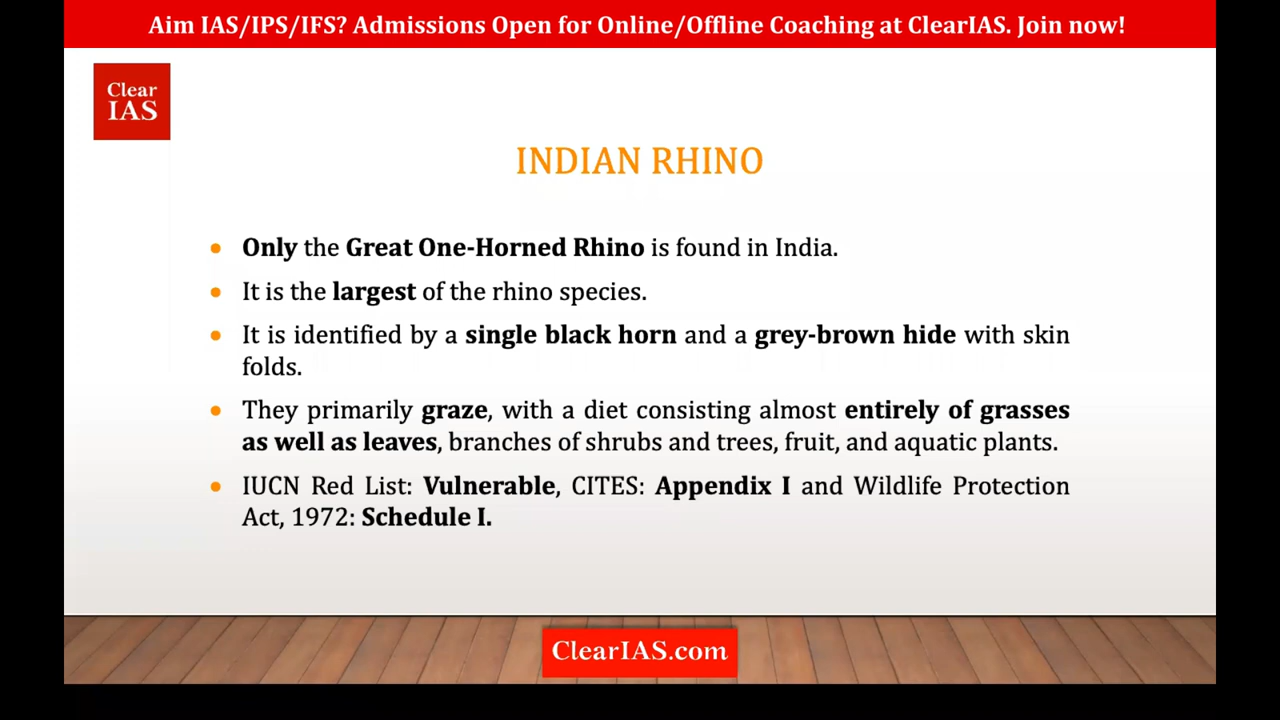 Aim IAS/IPS/IFS? Admissions Open for Online/Offline Coaching at ClearIAS. Join now!
Clear
IAS
INDIAN RHINO
• Only the Great One-Horned Rhino is found in India.
• It is the largest of the rhino species.
• It is identified by a single black horn and a grey-brown hide with skin
folds.
• They primarily graze, with a diet consisting almost entirely of grasses
as well as leaves, branches of shrubs and trees, fruit, and aquatic plants.
• IUCN Red List: Vulnerable, CITES: Appendix I and Wildlife Protection
Act, 1972: Schedule I.
ClearIAS.com